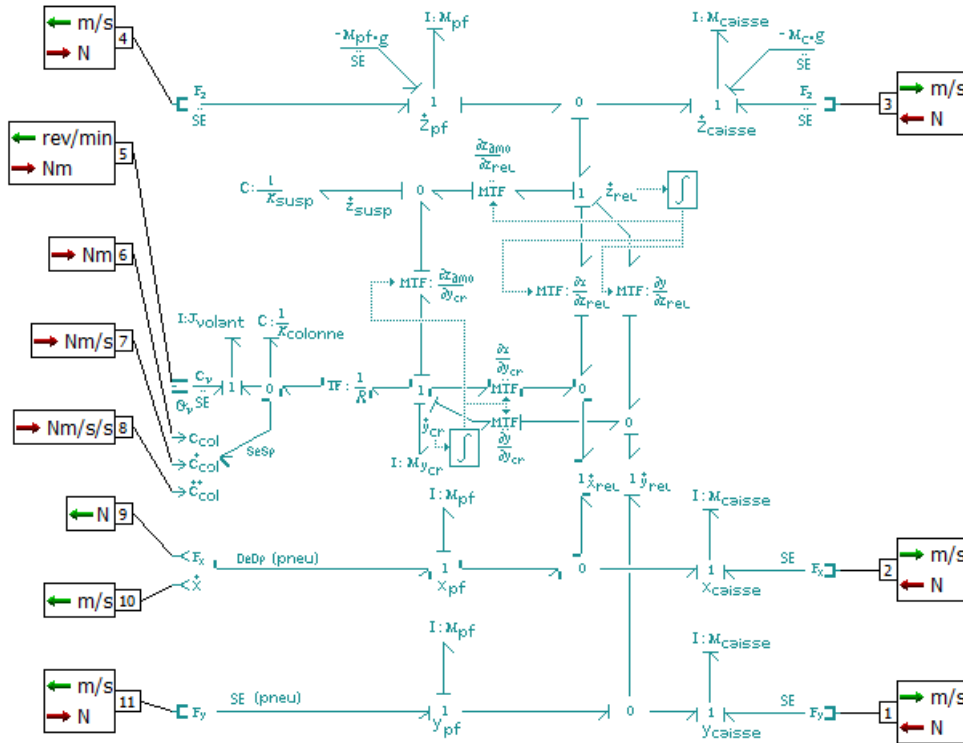 m/s
N
4
I:Mpf
-Mpf·g
SE
I:Mcaisse
-Mc·g
SE
F2
SE
1
żpf
0
1
żcaisse
F2
SE
3
m/s
N
rev/min
Nm
5
∂zamo
∂zrel
C:1
Ksusp
żsusp
0
MTF
1
żrel
∫
Nm
6
MTF:∂zamo
∂ycr
MTF:∂x
∂zrel
MTF:∂y
∂zrel
I:Jvolant
C:1
Kcolonne
Nm/s
7
∂x
∂ycr
Cv
SE
Θv
1
0
TF:1
R
1
MTF
0
Nm/s/s
8
ccol
ċcol
c̈col
SeSp
ẏcr
∫
MTF
∂y
∂ycr
0
I:Mycr
1 ẋrel
1 ẏrel
N
9
I:Mpf
I:Mcaisse
Fx
DeDp (pneu)
1
xpf
0
1
xcaisse
SE
Fx
2
m/s
N
m/s
10
Ẋ
I:Mpf
I:Mcaisse
m/s
N
11
Fy
SE (pneu)
1
ypf
0
1
ycaisse
SE
Fy
1
m/s
N